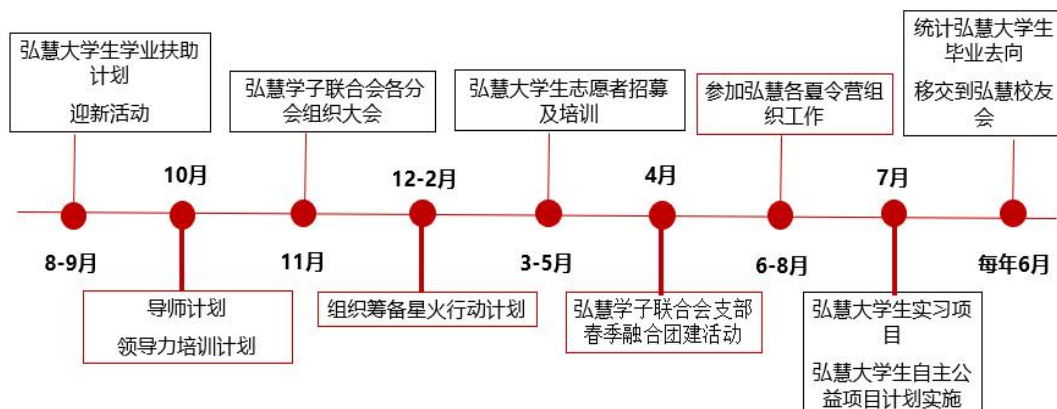 弘慧大学生学业扶助
计划
迎新活动
弘慧学子联合会各分
会组织大会
弘慧大学生志愿者招募
及培训
参加弘慧各夏令营组
织工作
统计弘慧大学生
毕业去向
移交到弘慧校友
会
10月
12-2月
4月
7月
8-9月
11月
3-5月
6-8月
每年6月
导师计划
领导力培训计划
组织筹备星火行动计划
弘慧学子联合会支部
春季融合团建活动
弘慧大学生实习项
目
弘慧大学生自主公
益项目计划实施